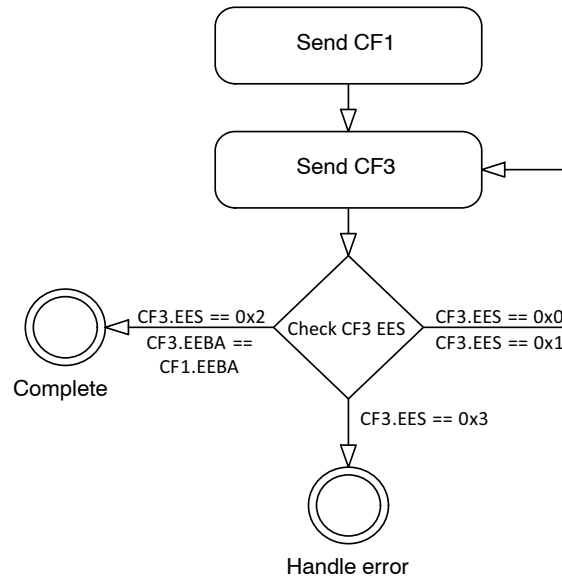 Send CF1
Send CF3
CF3.EES == 0x2
CF3.EEBA ==
CF1.EEBA
Check CF3 EES
CF3.EES == 0x0
CF3.EES == 0x1
Complete
CF3.EES == 0x3
Handle error